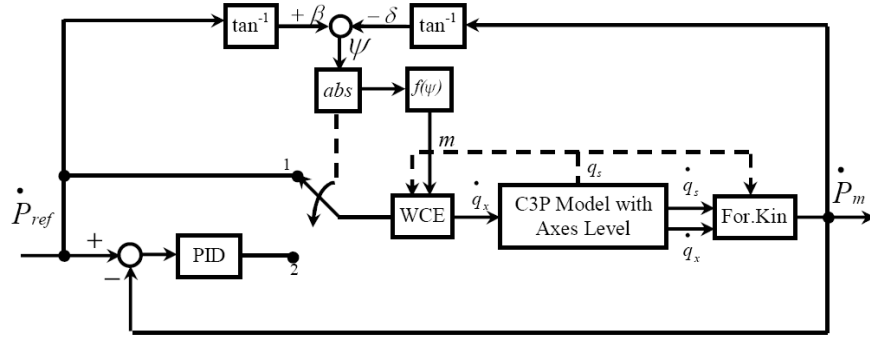 tan⁻¹ + β − δ tan⁻¹
ψ
abs f(ψ)
m
1
Ṗref
WCE q̇x C3P Model with Axes Level qs q̇s q̇x For.Kin Ṗm
+
−
PID
2